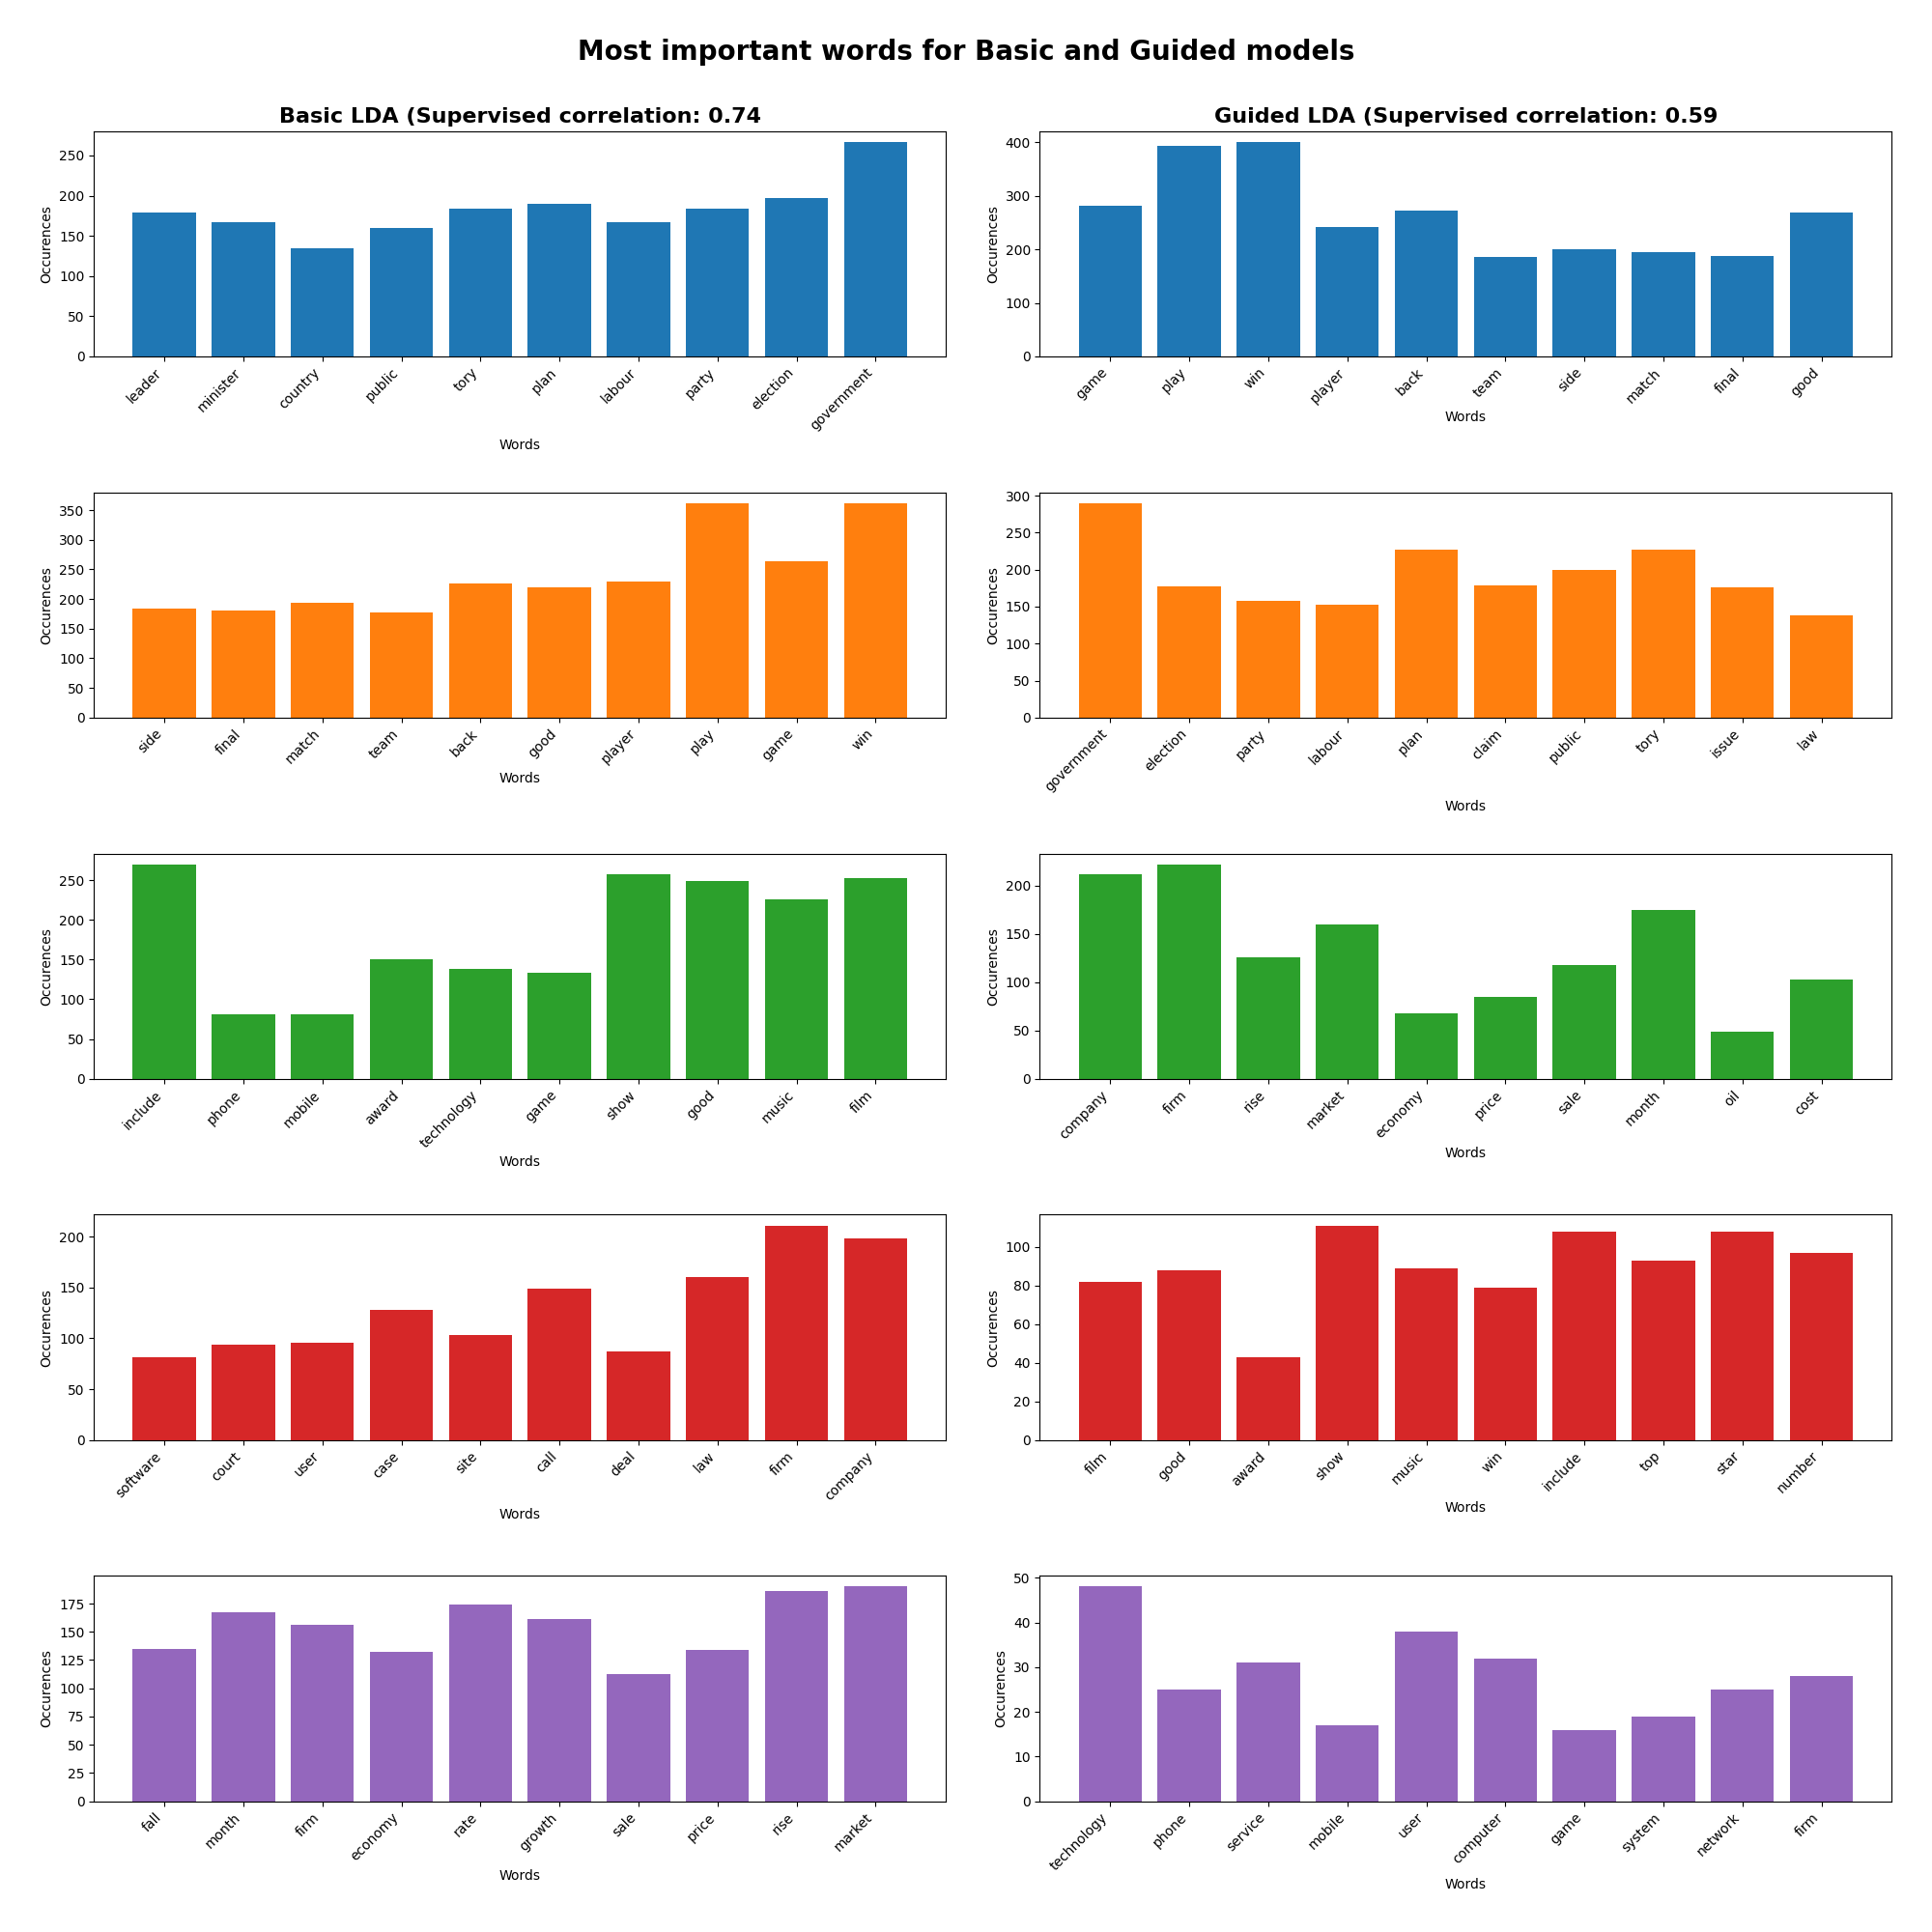 Most important words for Basic and Guided models
Basic LDA (Supervised correlation: 0.74
Occurences
250
200
150
100
50
0
leader minister country public tory plan labour party election government
Words
Guided LDA (Supervised correlation: 0.59
Occurences
400
300
200
100
0
game play win player back team side match final good
Words
Occurences
350
300
250
200
150
100
50
0
side final match team back good player play game win
Words
Occurences
300
250
200
150
100
50
0
government election party labour plan claim public tory issue law
Words
Occurences
250
200
150
100
50
0
include phone mobile award technology game show good music film
Words
Occurences
200
150
100
50
0
company firm rise market economy price sale month oil cost
Words
Occurences
200
150
100
50
0
software court user case site call deal law firm company
Words
Occurences
100
80
60
40
20
0
film good award show music win include top star number
Words
Occurences
175
150
125
100
75
50
25
0
fall month firm economy rate growth sale price rise market
Words
Occurences
50
40
30
20
10
0
technology phone service mobile user computer game system network firm
Words